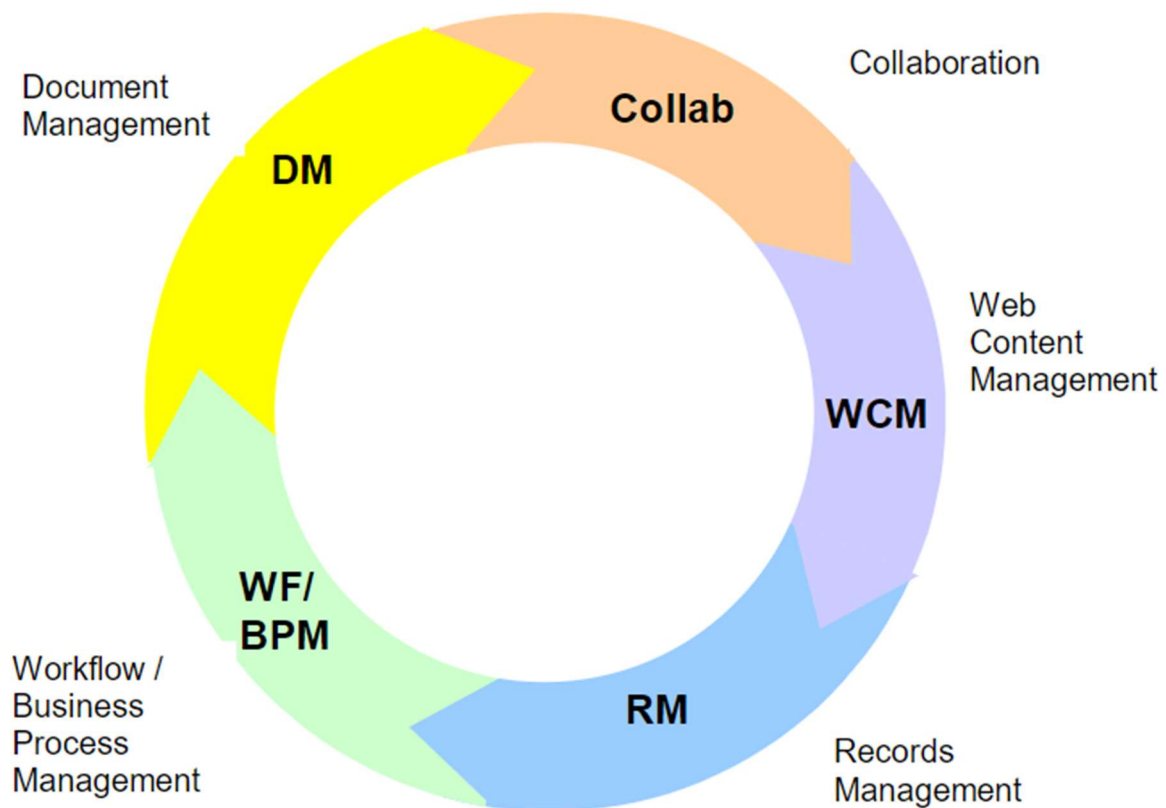 Document
Management
DM
Collab
Collaboration
Web
Content
Management
WCM
WF/
BPM
Workflow /
Business
Process
Management
RM
Records
Management